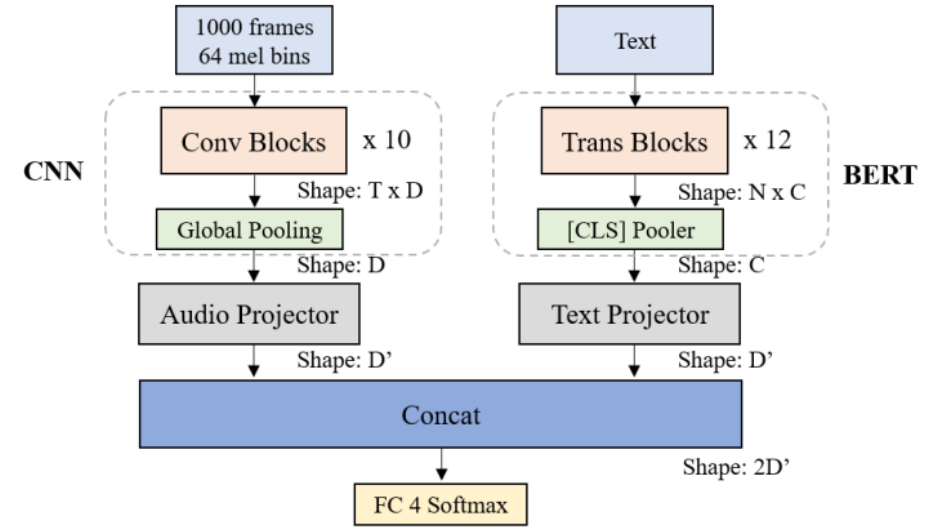 1000 frames
64 mel bins
Text
Conv Blocks
x 10
Trans Blocks
x 12
CNN
BERT
Shape: T x D
Shape: N x C
Global Pooling
[CLS] Pooler
Shape: D
Shape: C
Audio Projector
Text Projector
Shape: D’
Shape: D’
Concat
Shape: 2D’
FC 4 Softmax